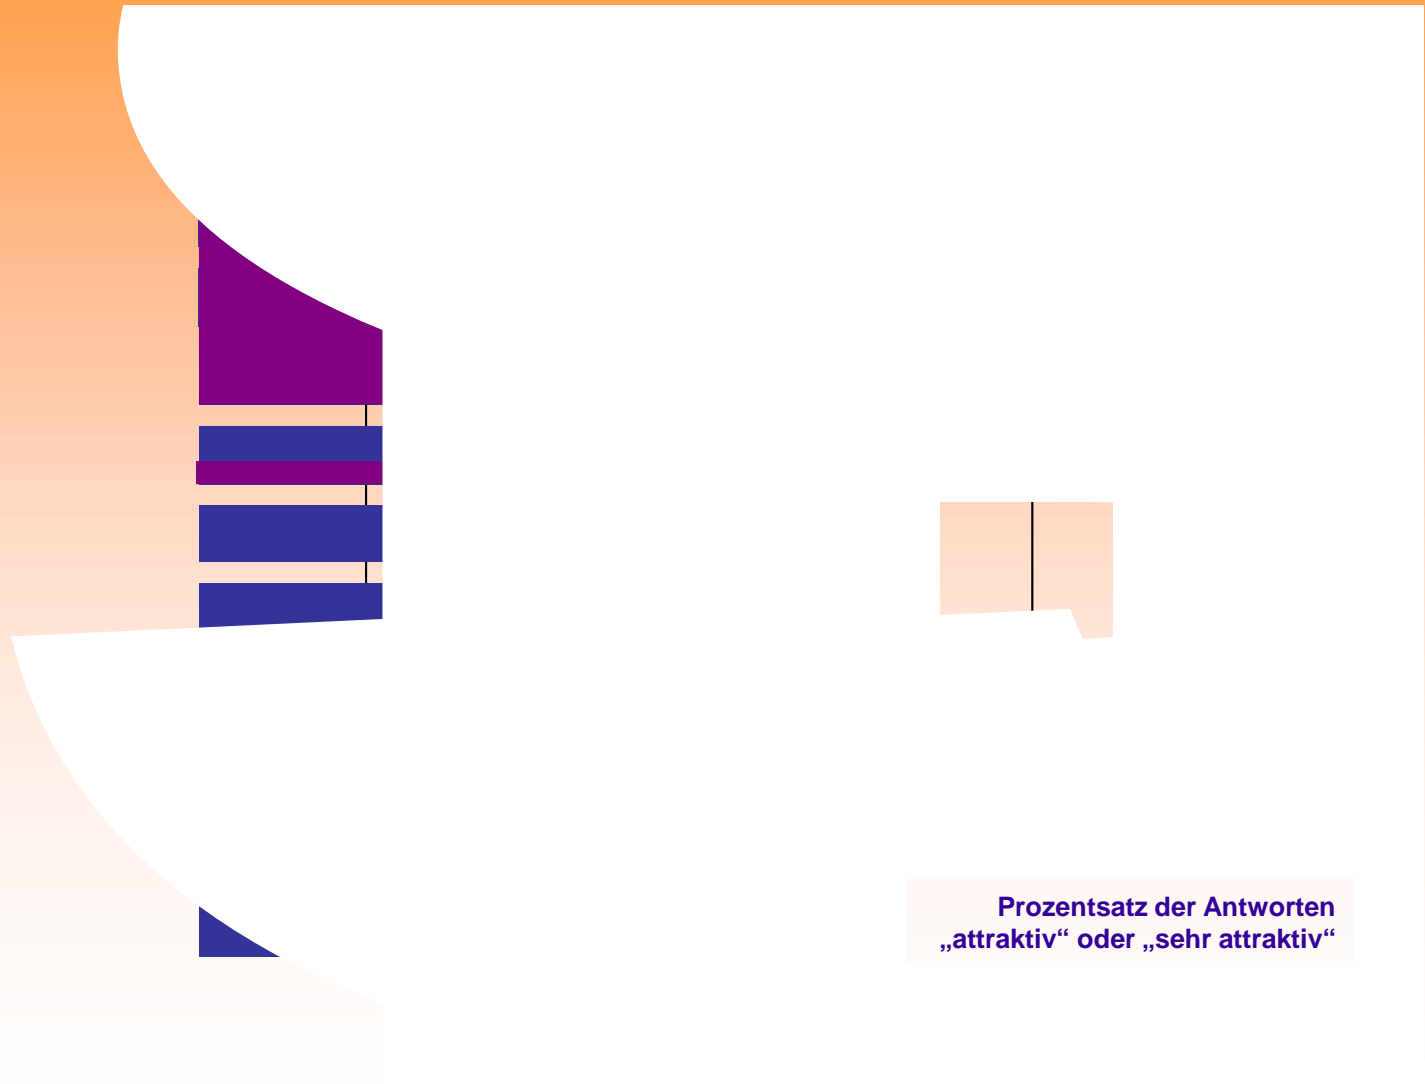 Prozentsatz der Antworten
„attraktiv“ oder „sehr attraktiv“